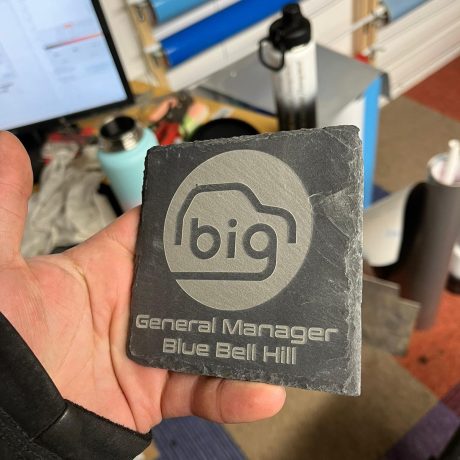 big
General Manager
Blue Bell Hill